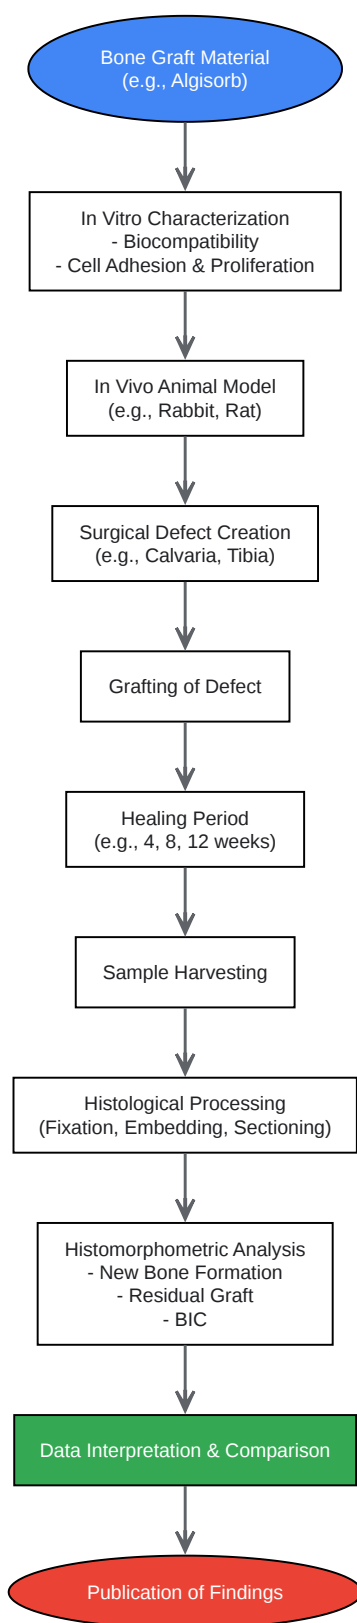 Bone Graft Material
(e.g., Algisorb)
In Vitro Characterization
- Biocompatibility
- Cell Adhesion & Proliferation
In Vivo Animal Model
(e.g., Rabbit, Rat)
Surgical Defect Creation
(e.g., Calvaria, Tibia)
Grafting of Defect
Healing Period
(e.g., 4, 8, 12 weeks)
Sample Harvesting
Histological Processing
(Fixation, Embedding, Sectioning)
Histomorphometric Analysis
- New Bone Formation
- Residual Graft
- BIC
Data Interpretation & Comparison
Publication of Findings